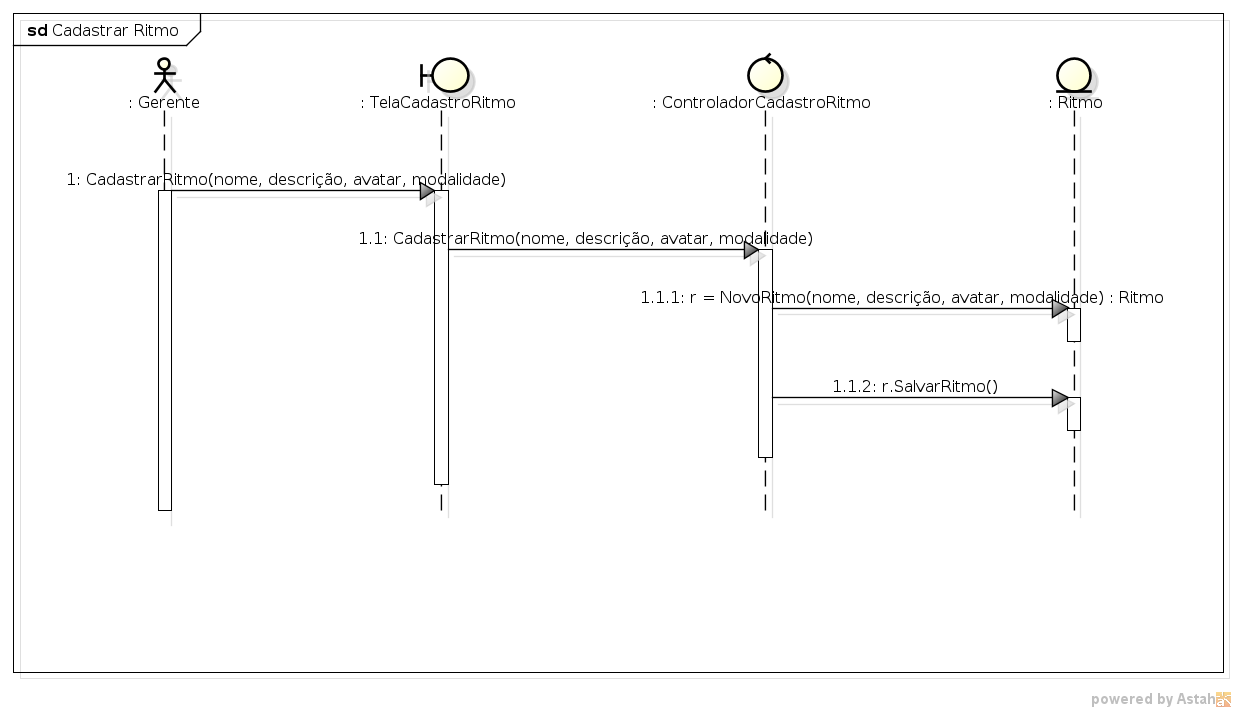 sd Cadastrar Ritmo
: Gerente
: TelaCadastroRitmo
: ControladorCadastroRitmo
: Ritmo
1: CadastrarRitmo(nome, descrição, avatar, modalidade)
1.1: CadastrarRitmo(nome, descrição, avatar, modalidade)
1.1.1: r = NovoRitmo(nome, descrição, avatar, modalidade) : Ritmo
1.1.2: r.SalvarRitmo()
powered by Astah